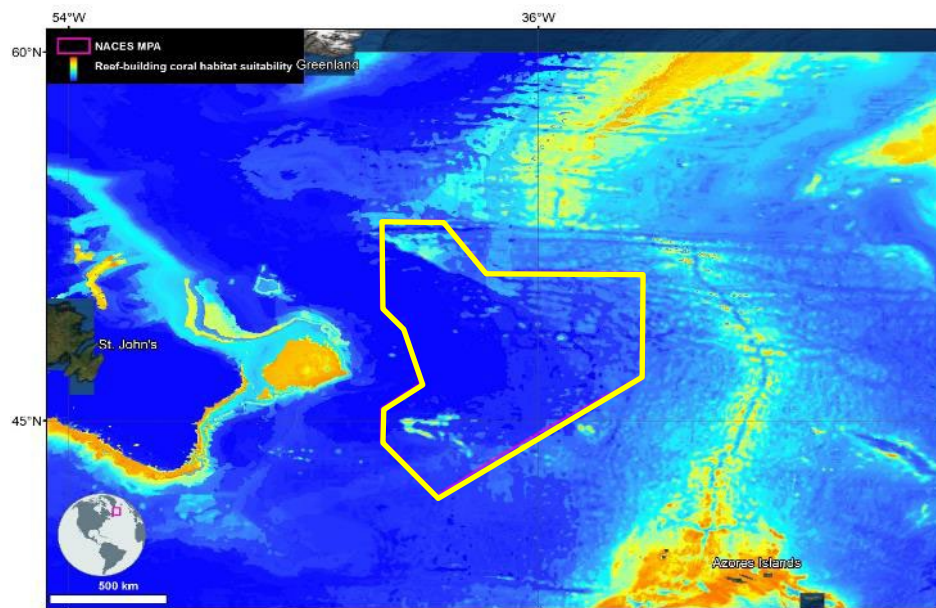 54°W
36°W
60°N
NACES MPA
Reef-building coral habitat suitability
Greenland
St. John's
45°N
500 km
Azores Islands